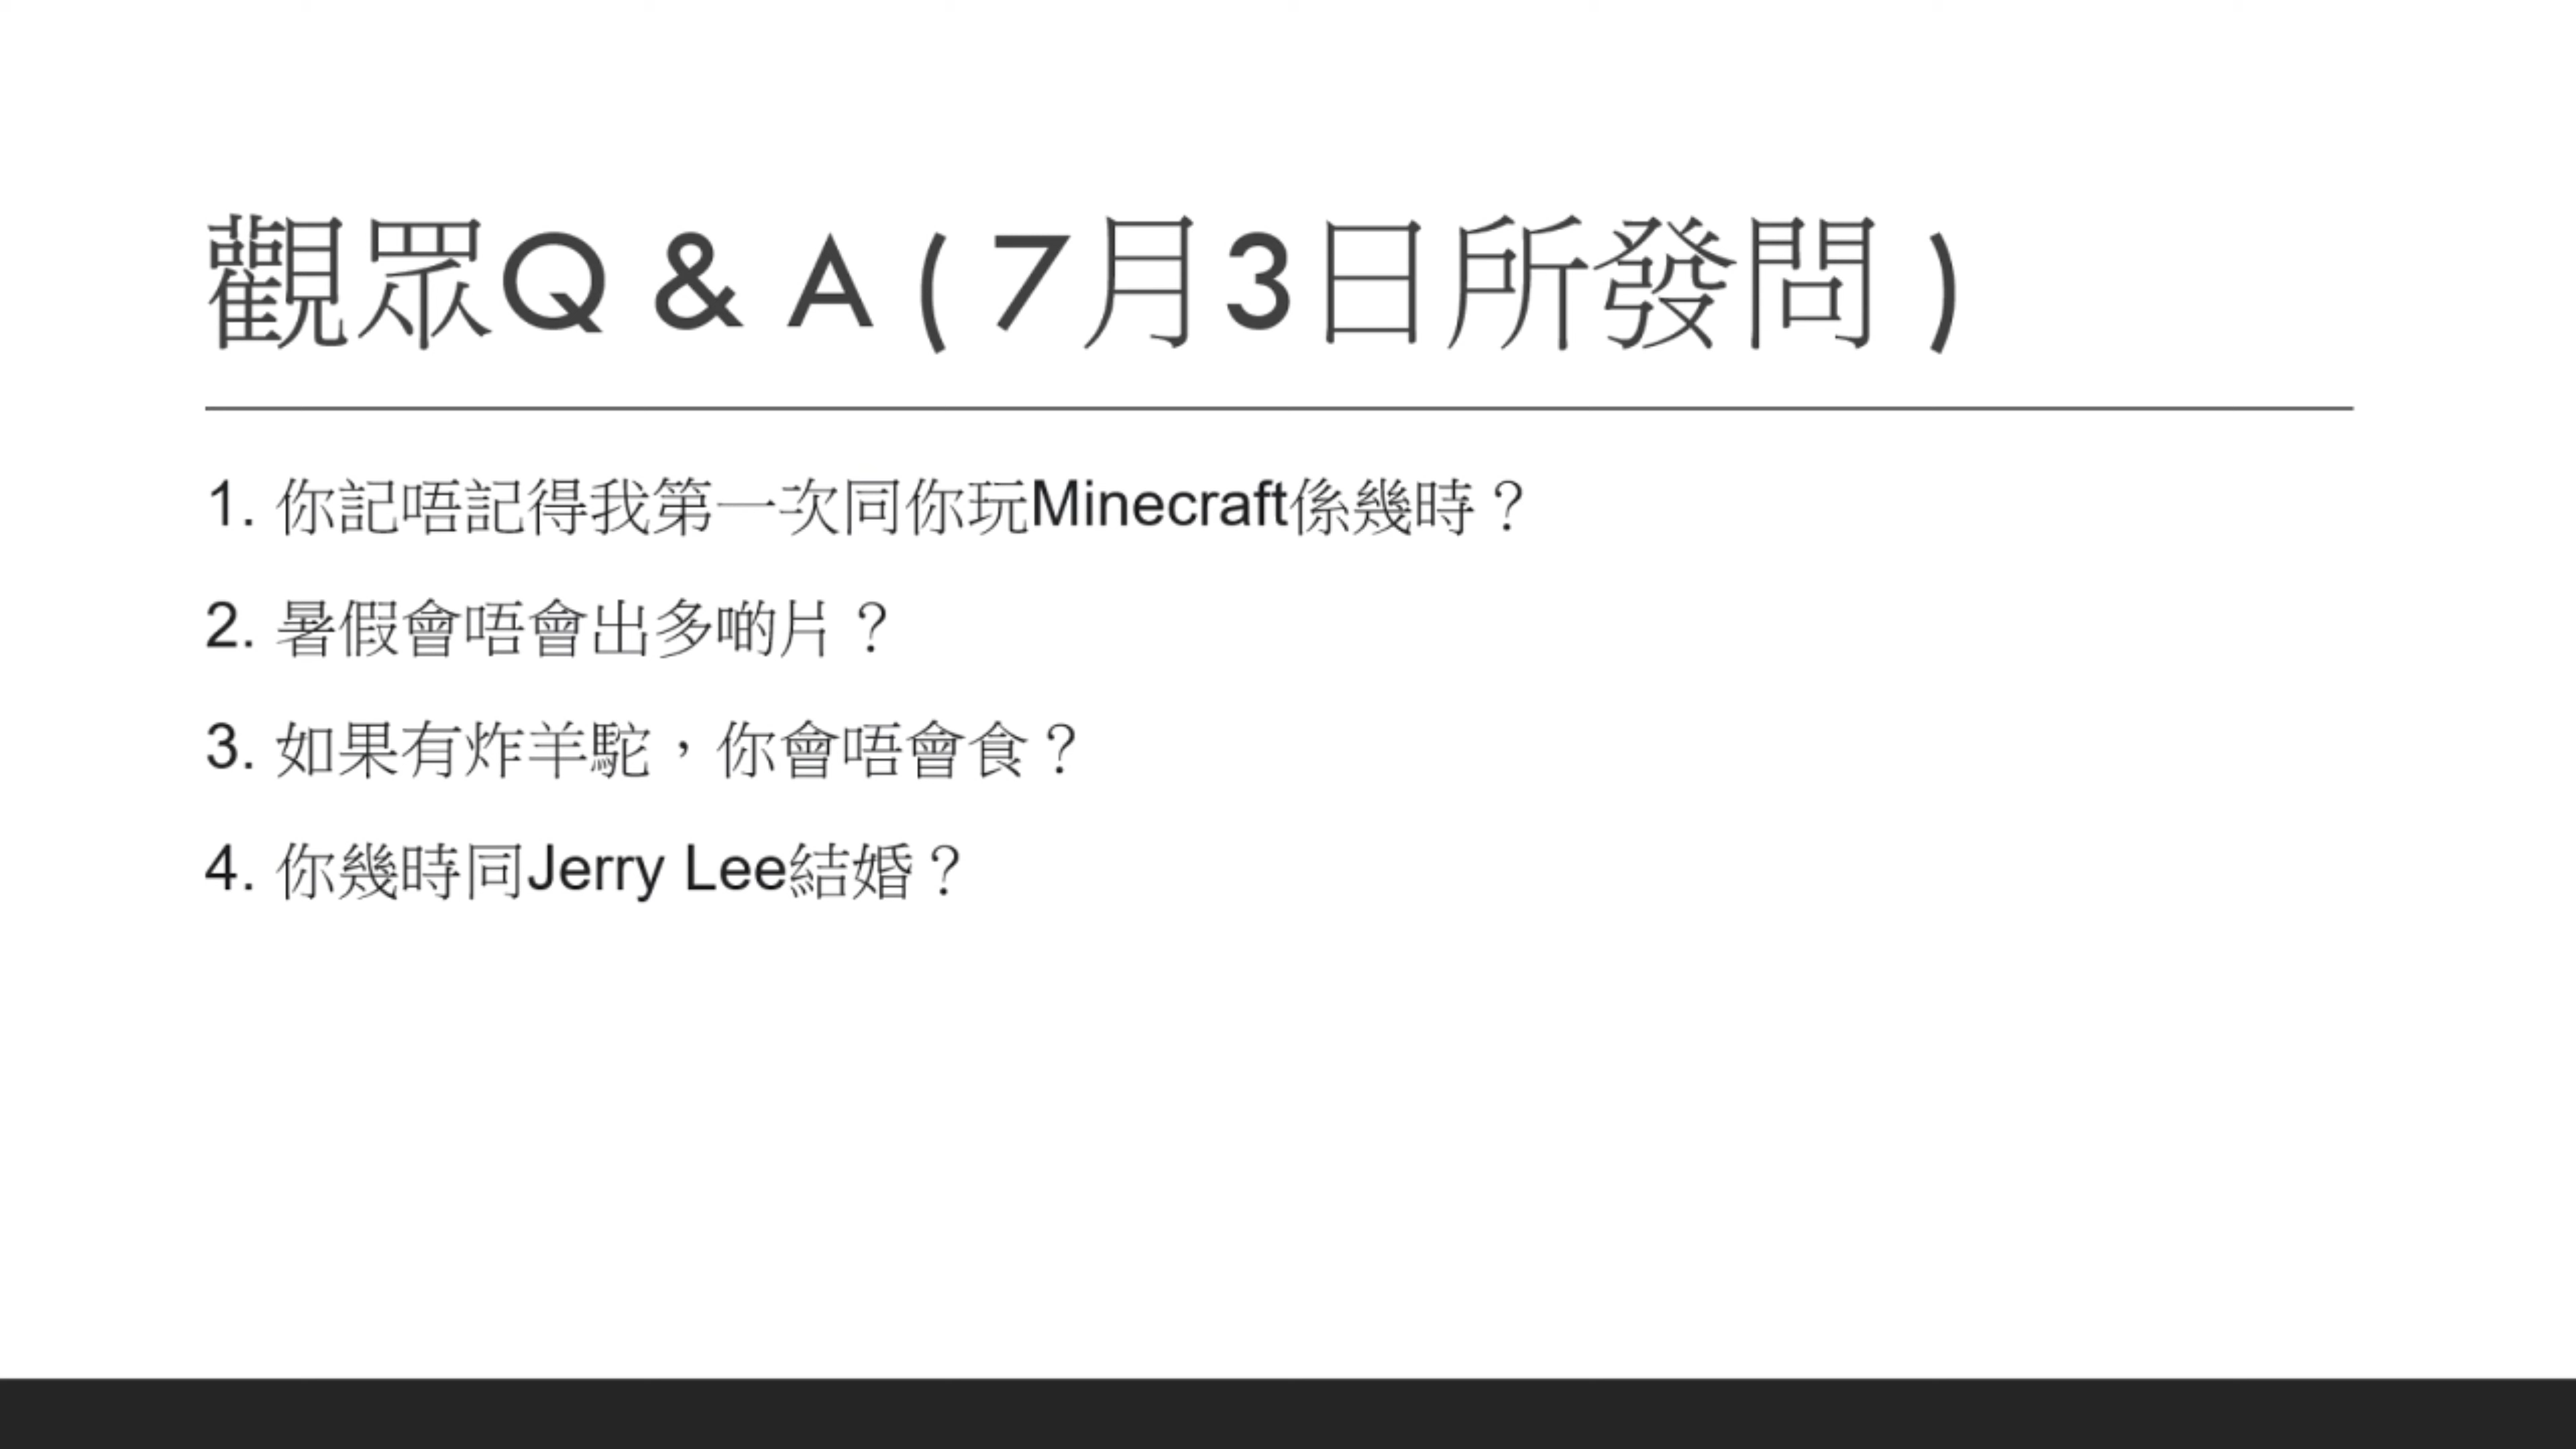 觀眾Q & A ( 7月3日所發問 )
1. 你記唔記得我第一次同你玩Minecraft係幾時？
2. 暑假會唔會出多啲片？
3. 如果有炸羊駝，你會唔會食？
4. 你幾時同Jerry Lee結婚？